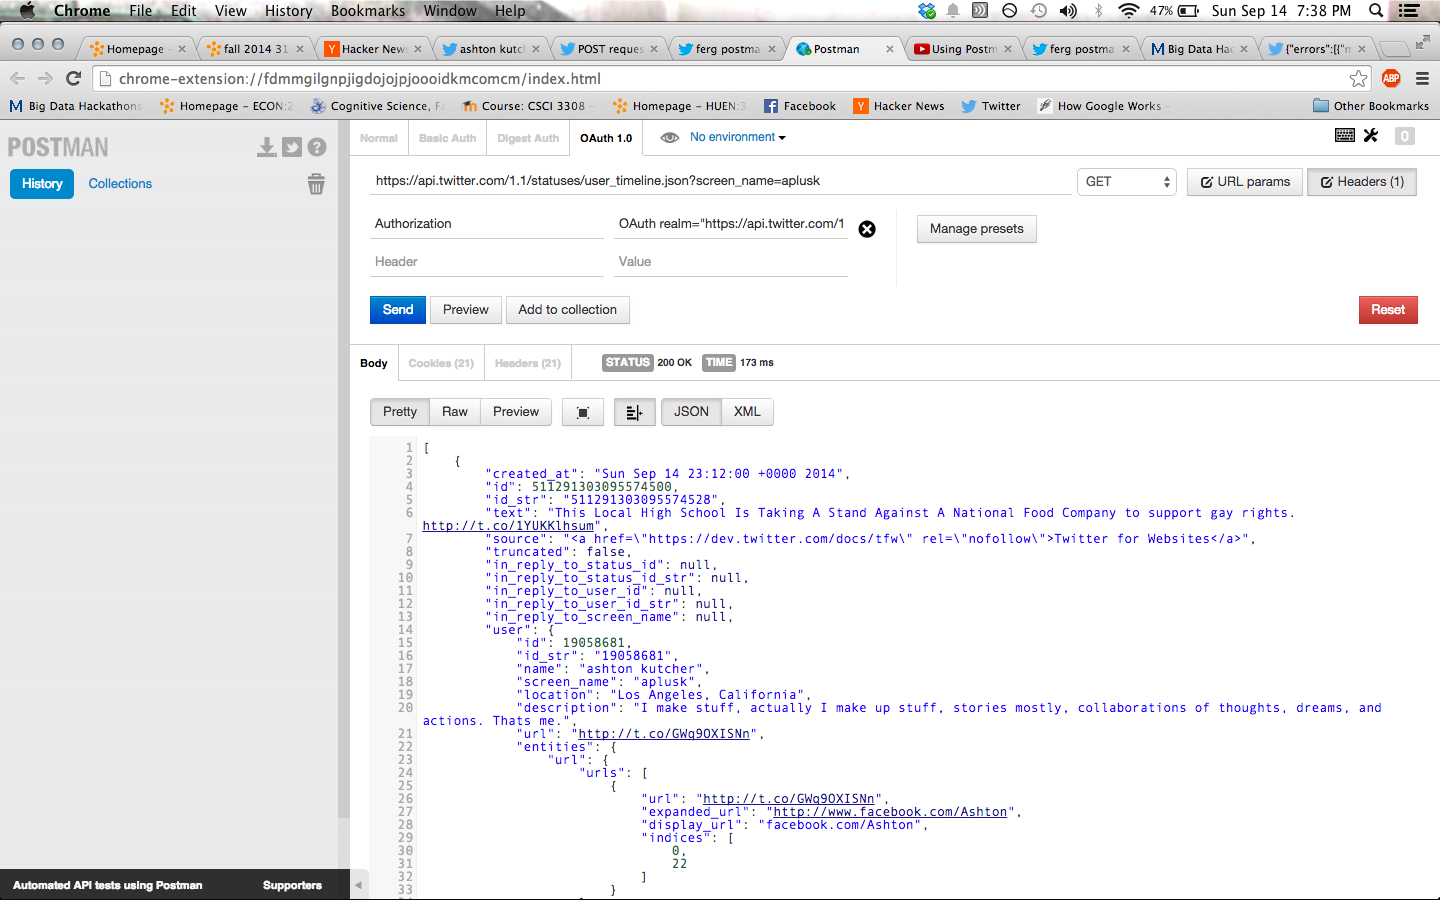 Chrome File Edit View History Bookmarks Window Help 47% Sun Sep 14 7:38 PM
Homepage - fall 2014 31 Hacker News ashton kutc POST reque ferg postma Postman Using Postm ferg postma Big Data Hac {"errors":[{"m
chrome-extension://fdmmgilgnpjigdojojpjoooidkmcomcm/index.html ABP
Big Data Hackathons Homepage - ECON:2 Cognitive Science, Fa Course: CSCI 3308 - Homepage - HUEN:3 Facebook Hacker News Twitter How Google Works - Other Bookmarks
POSTMAN
History Collections
Normal Basic Auth Digest Auth OAuth 1.0 No environment 0
https://api.twitter.com/1.1/statuses/user_timeline.json?screen_name=aplusk GET URL params Headers (1)
Authorization OAuth realm="https://api.twitter.com/1 Manage presets
Header Value
Send Preview Add to collection Reset
Body Cookies (21) Headers (21) STATUS 200 OK TIME 173 ms
Pretty Raw Preview JSON XML
1 [
2 {
3 "created_at": "Sun Sep 14 23:12:00 +0000 2014",
4 "id": 511291303095574500,
5 "id_str": "511291303095574528",
6 "text": "This Local High School Is Taking A Stand Against A National Food Company to support gay rights.
http://t.co/1YUKKlhsum",
7 "source": "<a href=\"https://dev.twitter.com/docs/tfw\" rel=\"nofollow\">Twitter for Websites</a>",
8 "truncated": false,
9 "in_reply_to_status_id": null,
10 "in_reply_to_status_id_str": null,
11 "in_reply_to_user_id": null,
12 "in_reply_to_user_id_str": null,
13 "in_reply_to_screen_name": null,
14 "user": {
15 "id": 19058681,
16 "id_str": "19058681",
17 "name": "ashton kutcher",
18 "screen_name": "aplusk",
19 "location": "Los Angeles, California",
20 "description": "I make stuff, actually I make up stuff, stories mostly, collaborations of thoughts, dreams, and
actions. Thats me.",
21 "url": "http://t.co/GWq9OXISNn",
22 "entities": {
23 "url": {
24 "urls": [
25 {
26 "url": "http://t.co/GWq9OXISNn",
27 "expanded_url": "http://www.facebook.com/Ashton",
28 "display_url": "facebook.com/Ashton",
29 "indices": [
30 0,
31 22
32 ]
33 }
Automated API tests using Postman Supporters